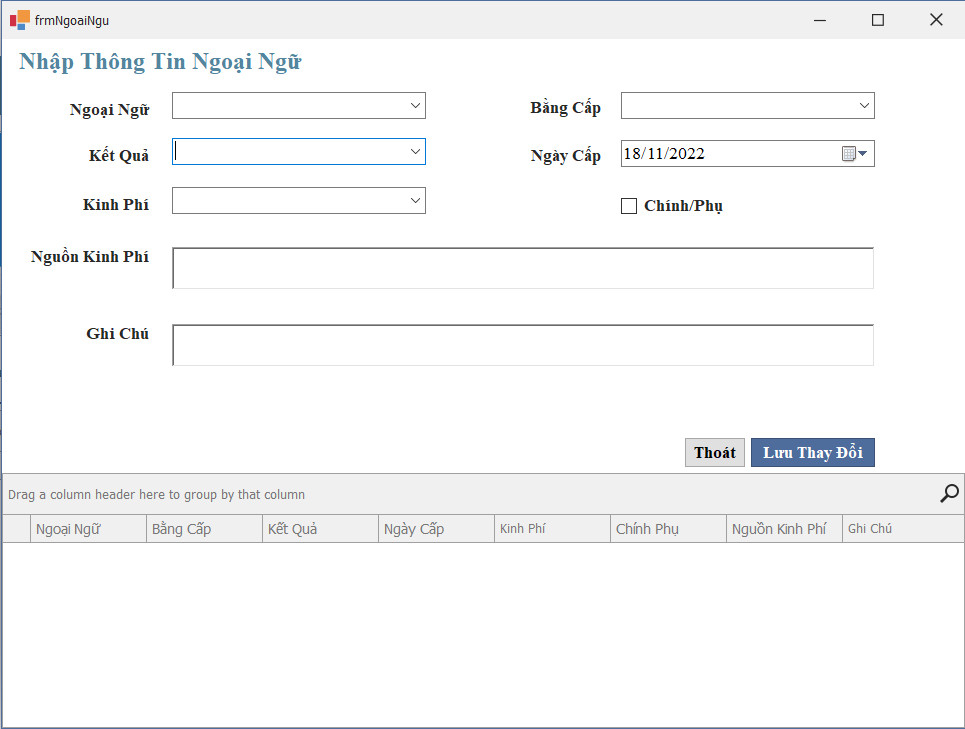 frmNgoaiNgu
Nhập Thông Tin Ngoại Ngữ
Ngoại Ngữ
Bằng Cấp
Kết Quả
Ngày Cấp 18/11/2022
Kinh Phí
Chính/Phụ
Nguồn Kinh Phí
Ghi Chú
Thoát Lưu Thay Đổi
Drag a column header here to group by that column
Ngoại Ngữ Bằng Cấp Kết Quả Ngày Cấp Kinh Phí Chính Phụ Nguồn Kinh Phí Ghi Chú